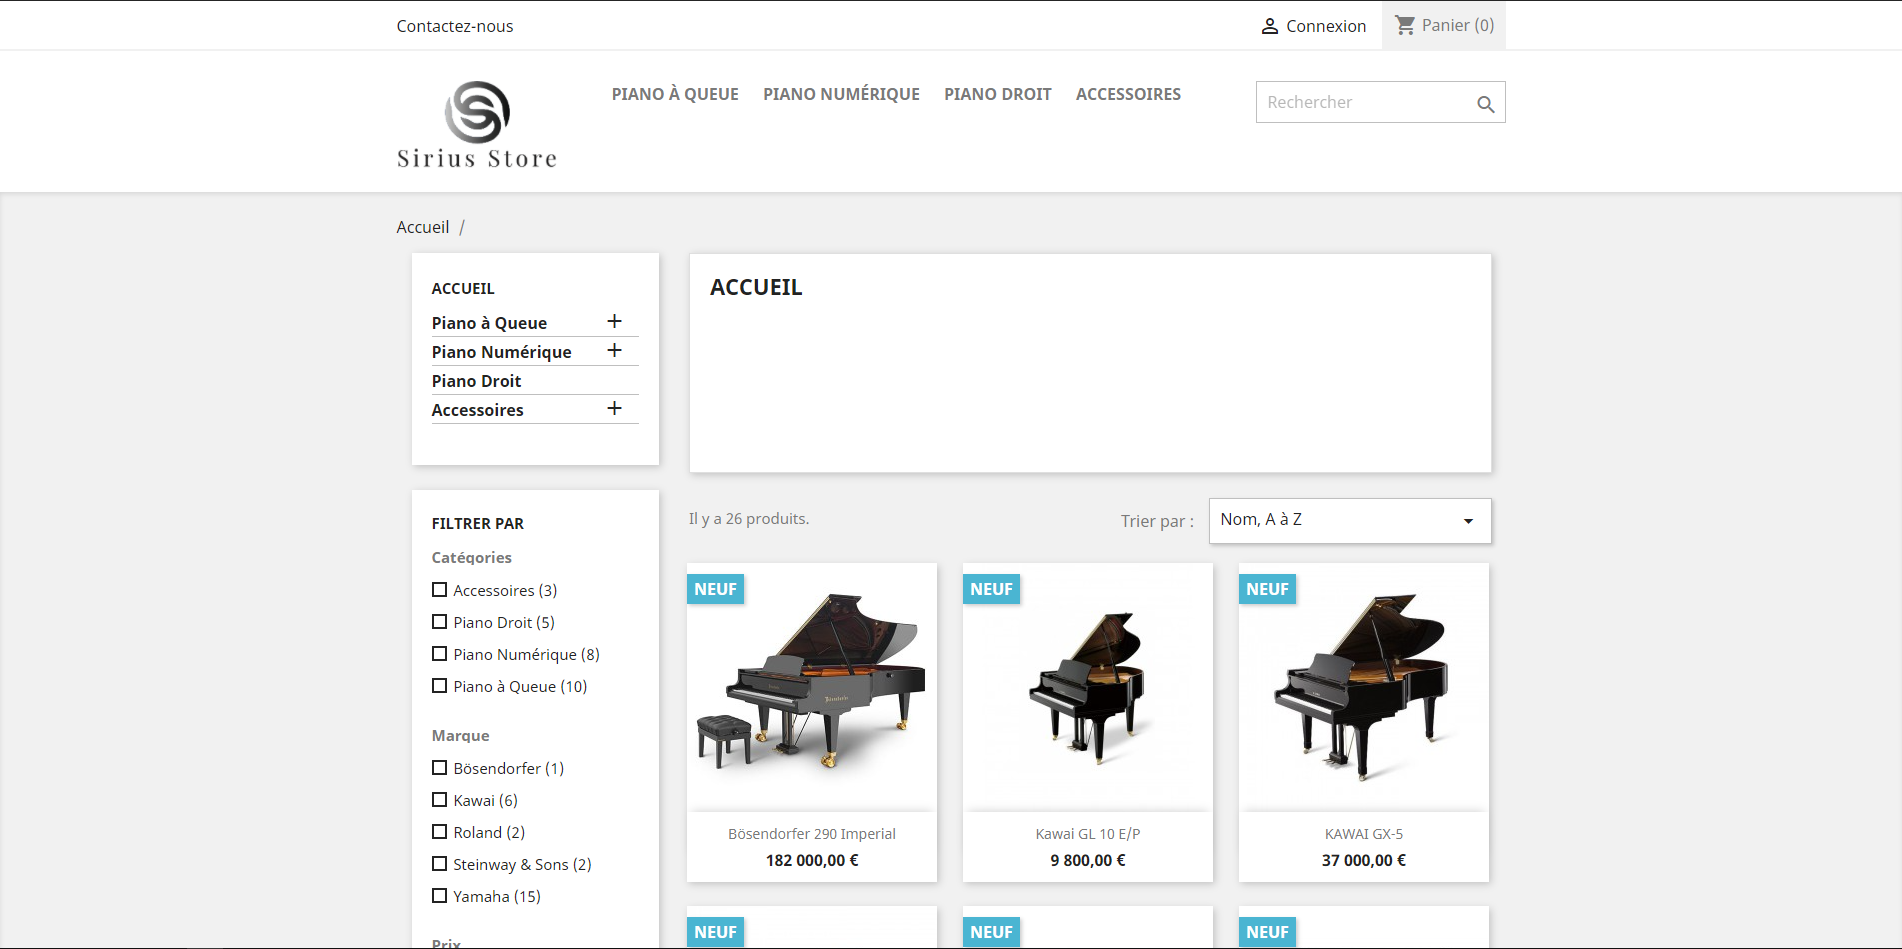 Contactez-nous
Connexion
Panier (0)
Sirius Store
PIANO À QUEUE
PIANO NUMÉRIQUE
PIANO DROIT
ACCESSOIRES
Rechercher
Accueil /
ACCUEIL
Piano à Queue
Piano Numérique
Piano Droit
Accessoires
ACCUEIL
FILTRER PAR
Catégories
Accessoires (3)
Piano Droit (5)
Piano Numérique (8)
Piano à Queue (10)
Marque
Bösendorfer (1)
Kawai (6)
Roland (2)
Steinway & Sons (2)
Yamaha (15)
Prix
Il y a 26 produits.
Trier par :
Nom, A à Z
NEUF
Bösendorfer 290 Imperial
182 000,00 €
NEUF
Kawai GL 10 E/P
9 800,00 €
NEUF
KAWAI GX-5
37 000,00 €
NEUF
NEUF
NEUF